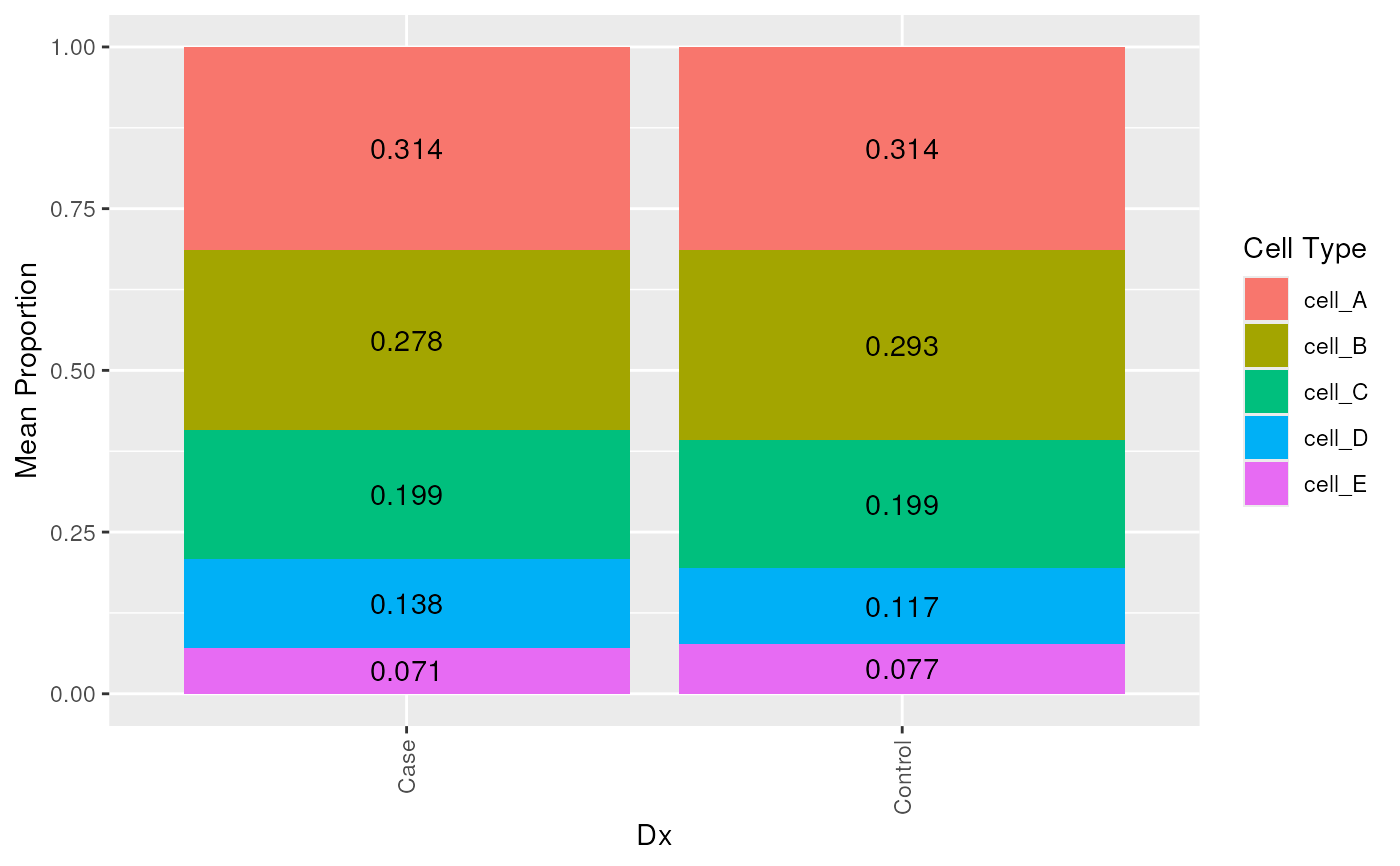 Mean Proportion
1.00
0.75
0.50
0.25
0.00
0.314
0.278
0.199
0.138
0.071
0.314
0.293
0.199
0.117
0.077
Case
Control
Dx
Cell Type
cell_A
cell_B
cell_C
cell_D
cell_E